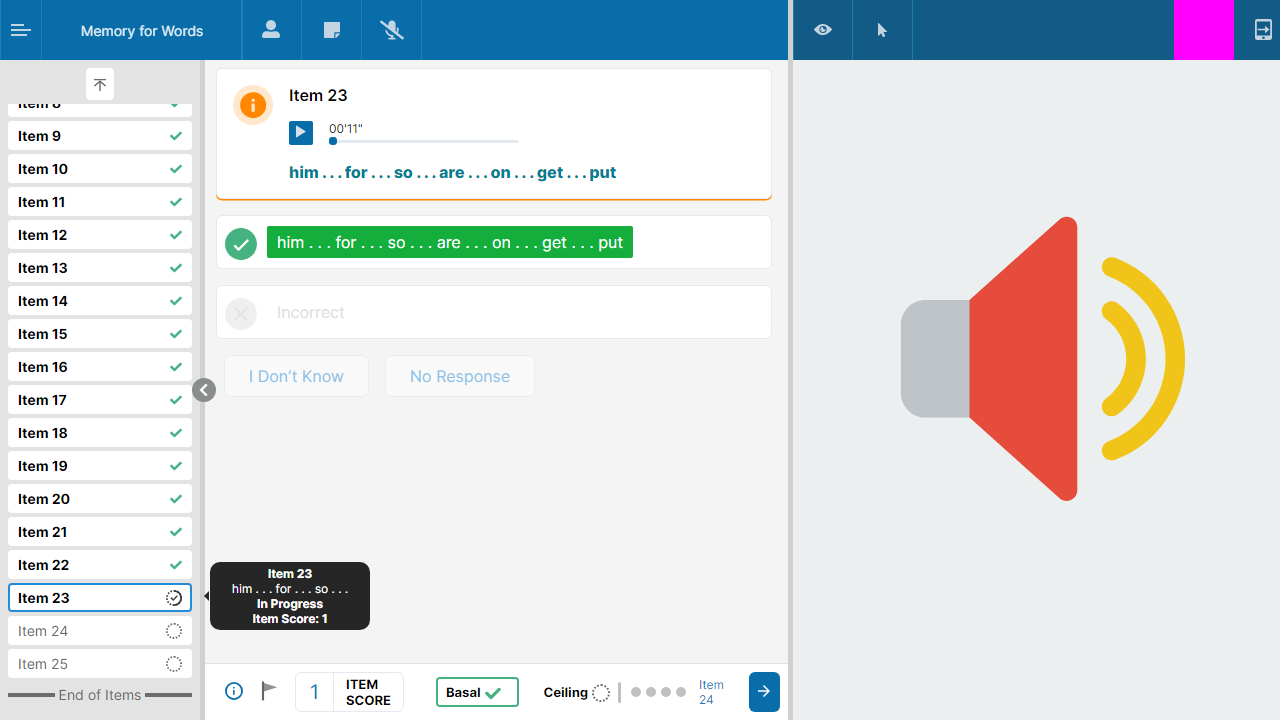 Memory for Words
Item 8
Item 9
Item 10
Item 11
Item 12
Item 13
Item 14
Item 15
Item 16
Item 17
Item 18
Item 19
Item 20
Item 21
Item 22
Item 23
Item 24
Item 25
End of Items
Item 23
00'11"
him . . . for . . . so . . . are . . . on . . . get . . . put
him . . . for . . . so . . . are . . . on . . . get . . . put
Incorrect
I Don't Know
No Response
Item 23
him . . . for . . . so . . .
In Progress
Item Score: 1
1
ITEM
SCORE
Basal
Ceiling
Item
24